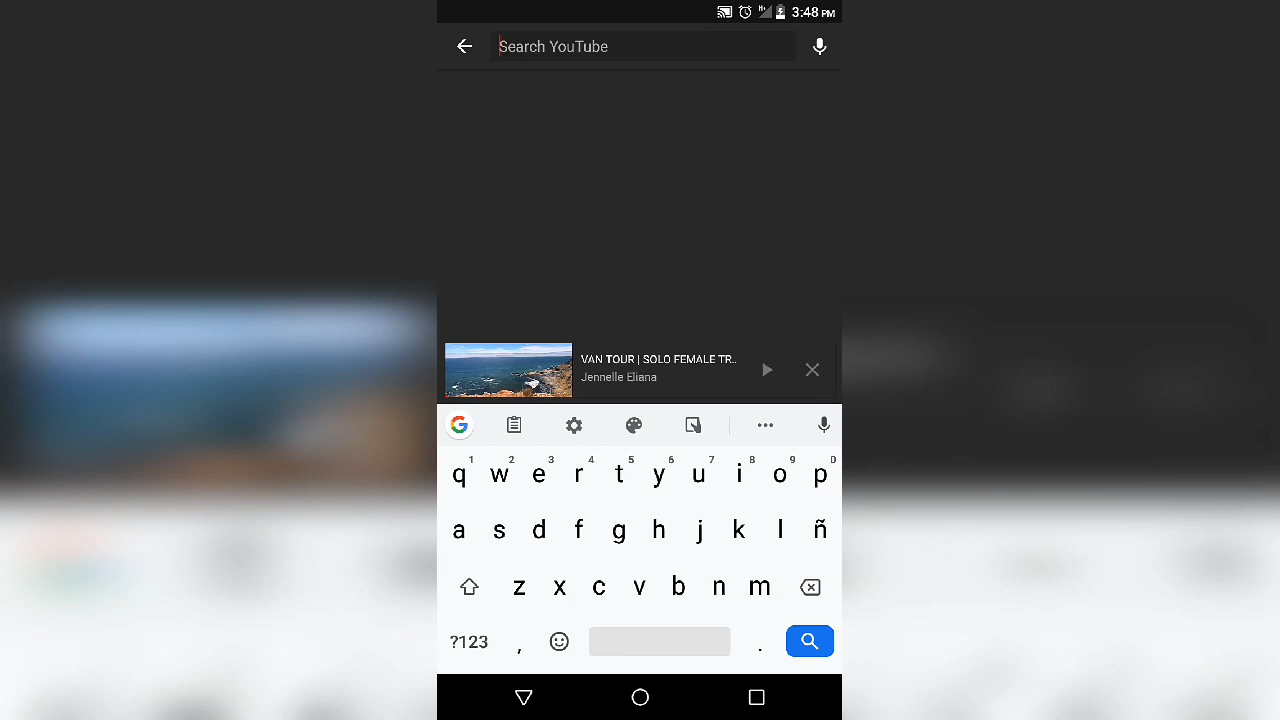 3:48 PM
Search YouTube
VAN TOUR | SOLO FEMALE TR..
Jennelle Eliana
1 2 3 4 5 6 7 8 9 0
q w e r t y u i o p
a s d f g h j k l ñ
z x c v b n m
?123 , .